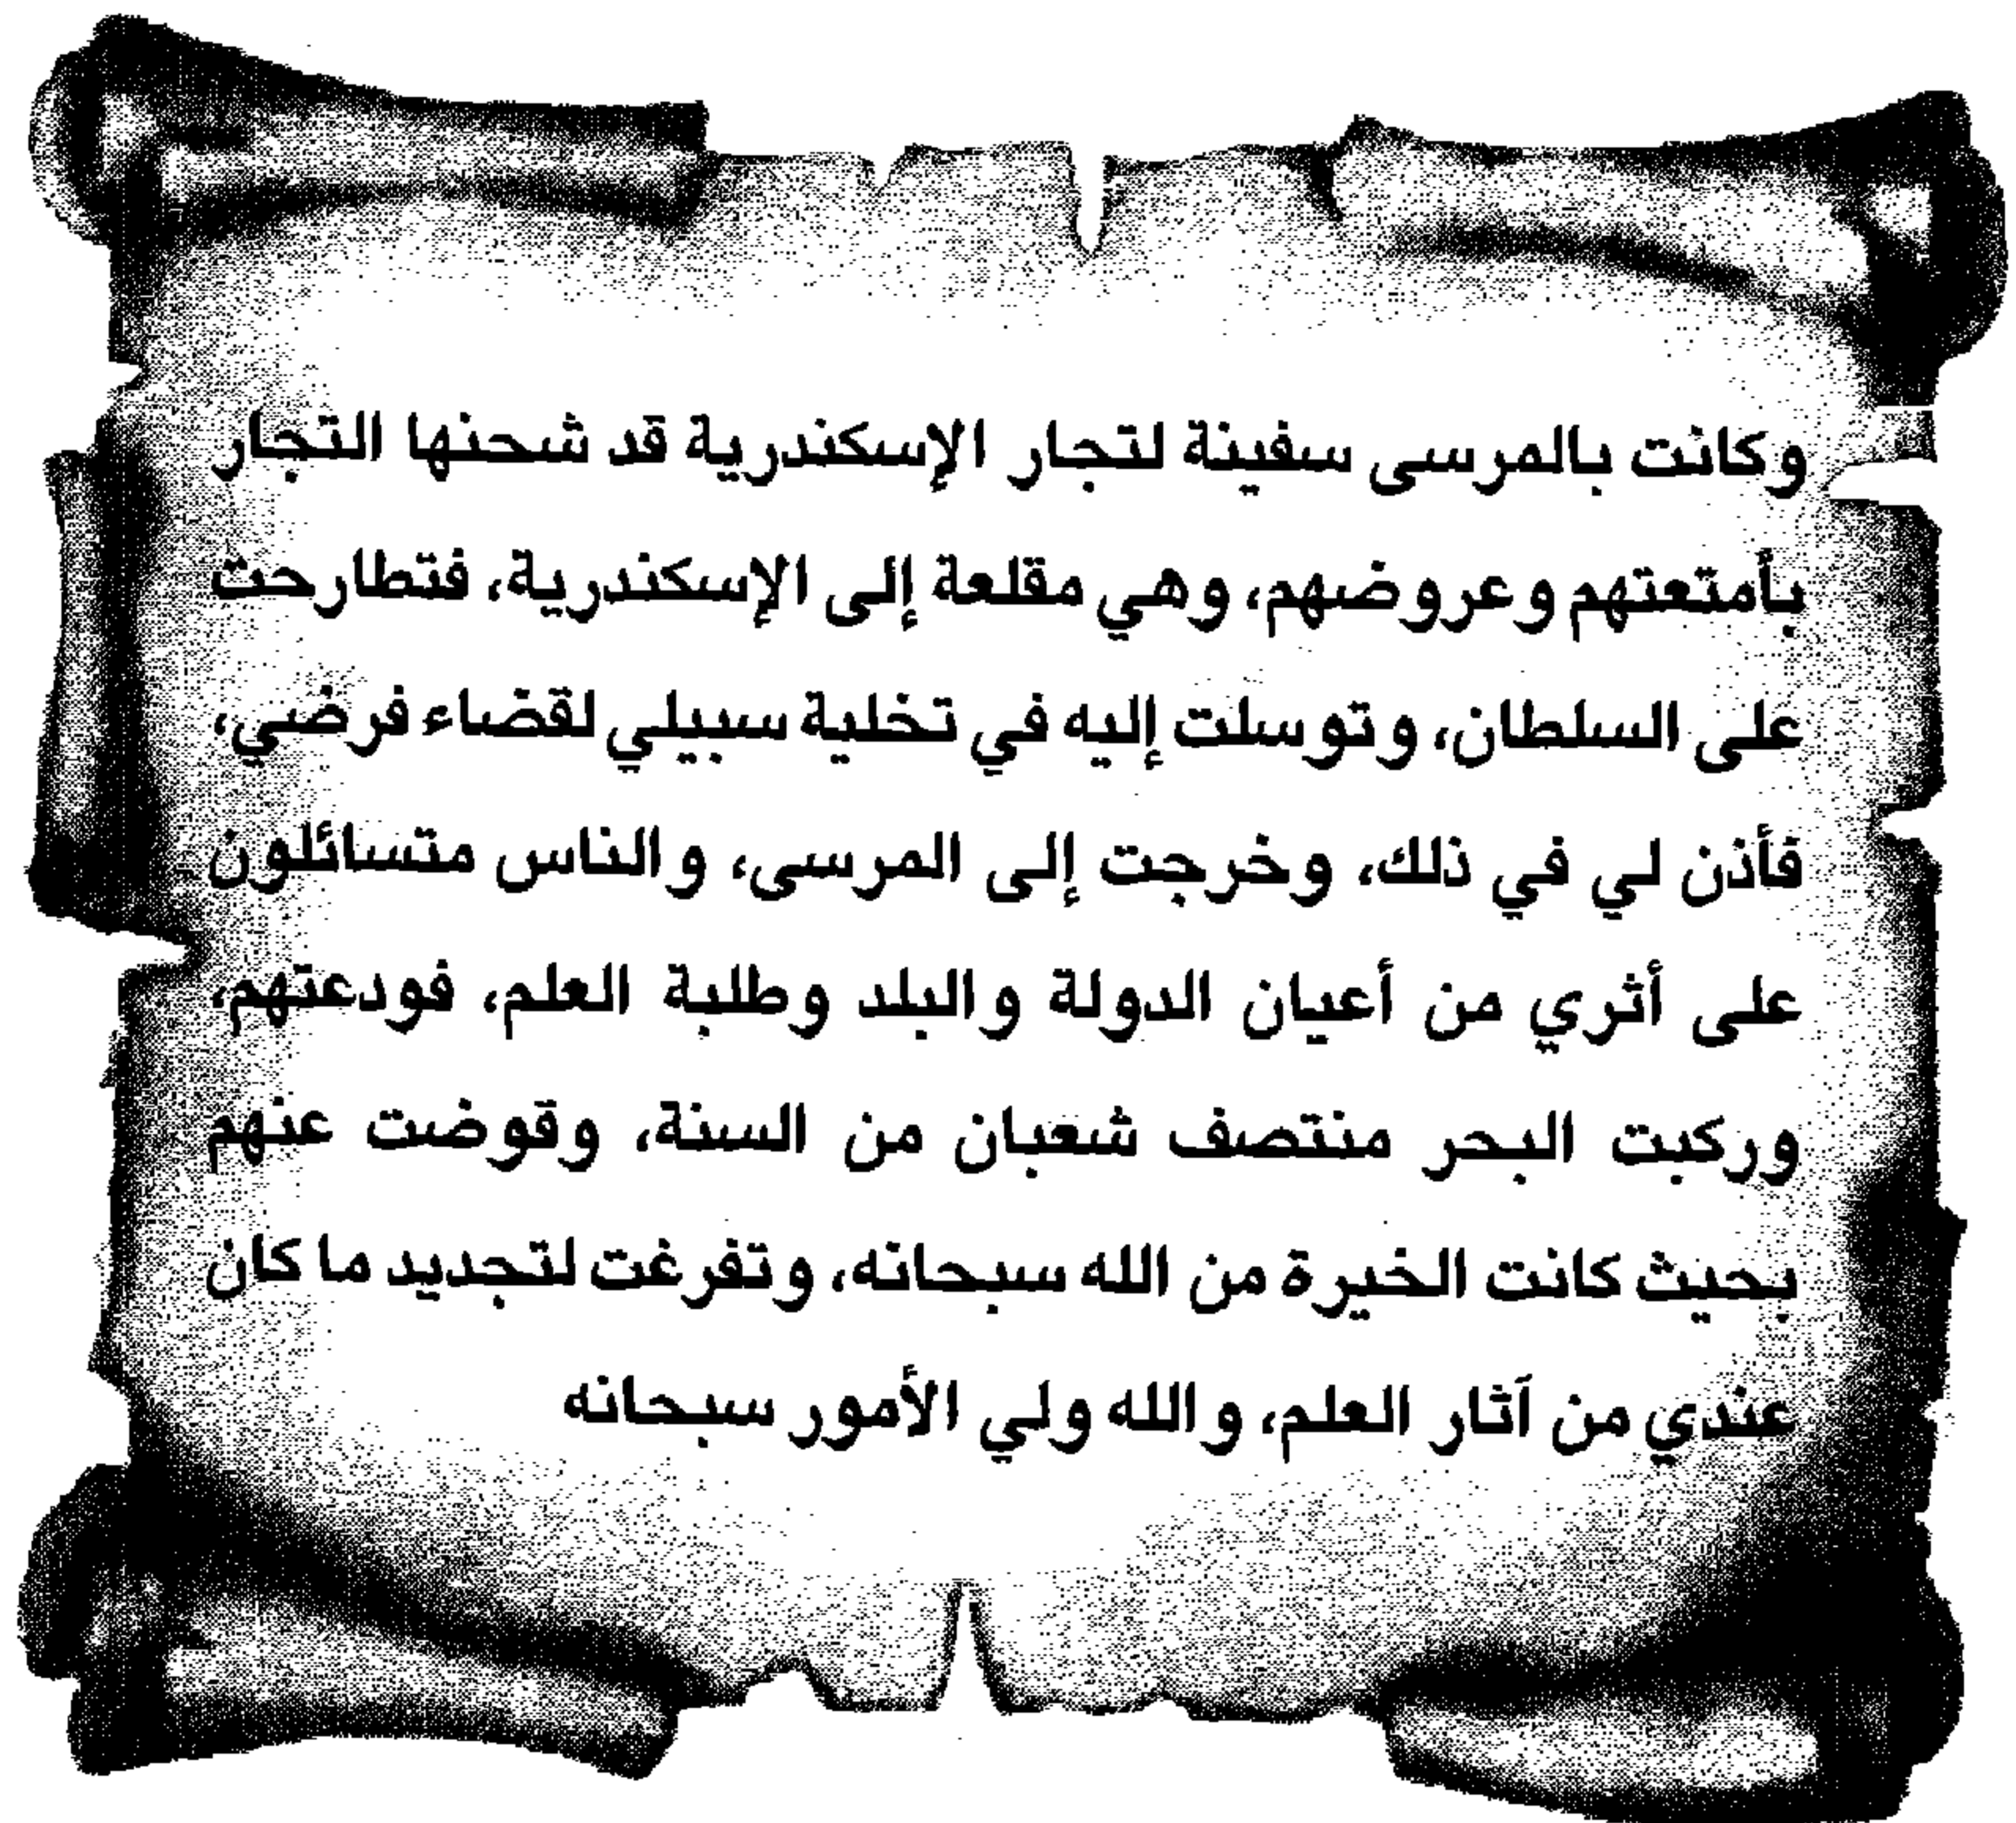 وكانت بالمرسى سفينة لتجار الإسكندرية قد شحنها التجار
بأمتعتهم وعروضهم، وهي مقلعة إلى الإسكندرية، فتطارحت
على السلطان، وتوسلت إليه في تخلية سبيلي لقضاء فرضي،
فأذن لي في ذلك، وخرجت إلى المرسى، والناس متسائلون
على أثري من أعيان الدولة والبلد وطلبة العلم، فودعتهم،
وركبت البحر منتصف شعبان من السنة، وقوضت عنهم
بحيث كانت الخيرة من الله سبحانه، وتفرغت لتجديد ما كان
عندي من آثار العلم، والله ولي الأمور سبحانه